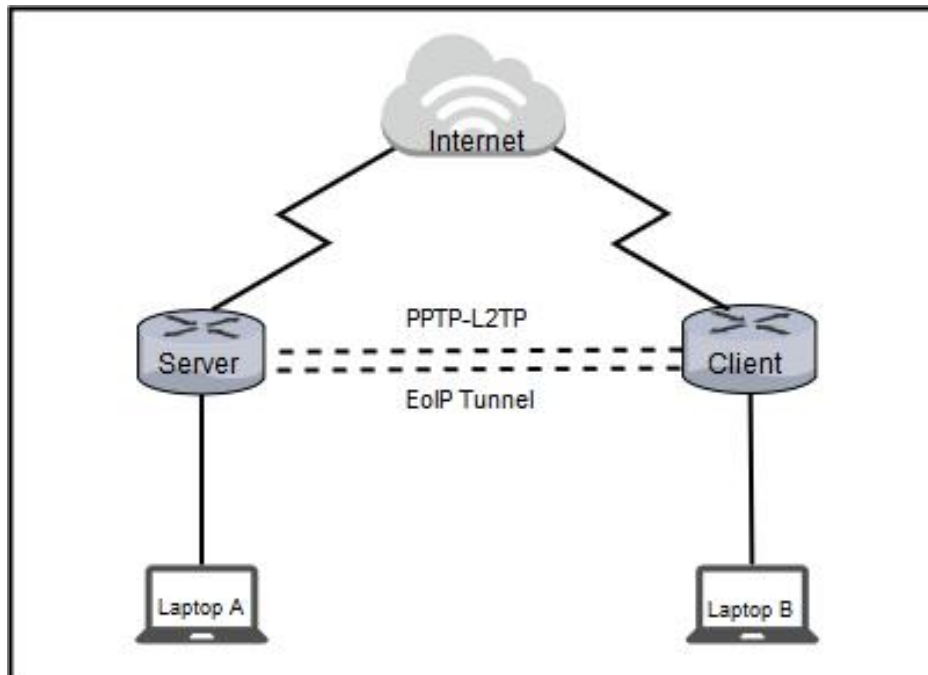 Internet
PPTP-L2TP
Server
Client
EoIP Tunnel
Laptop A
Laptop B